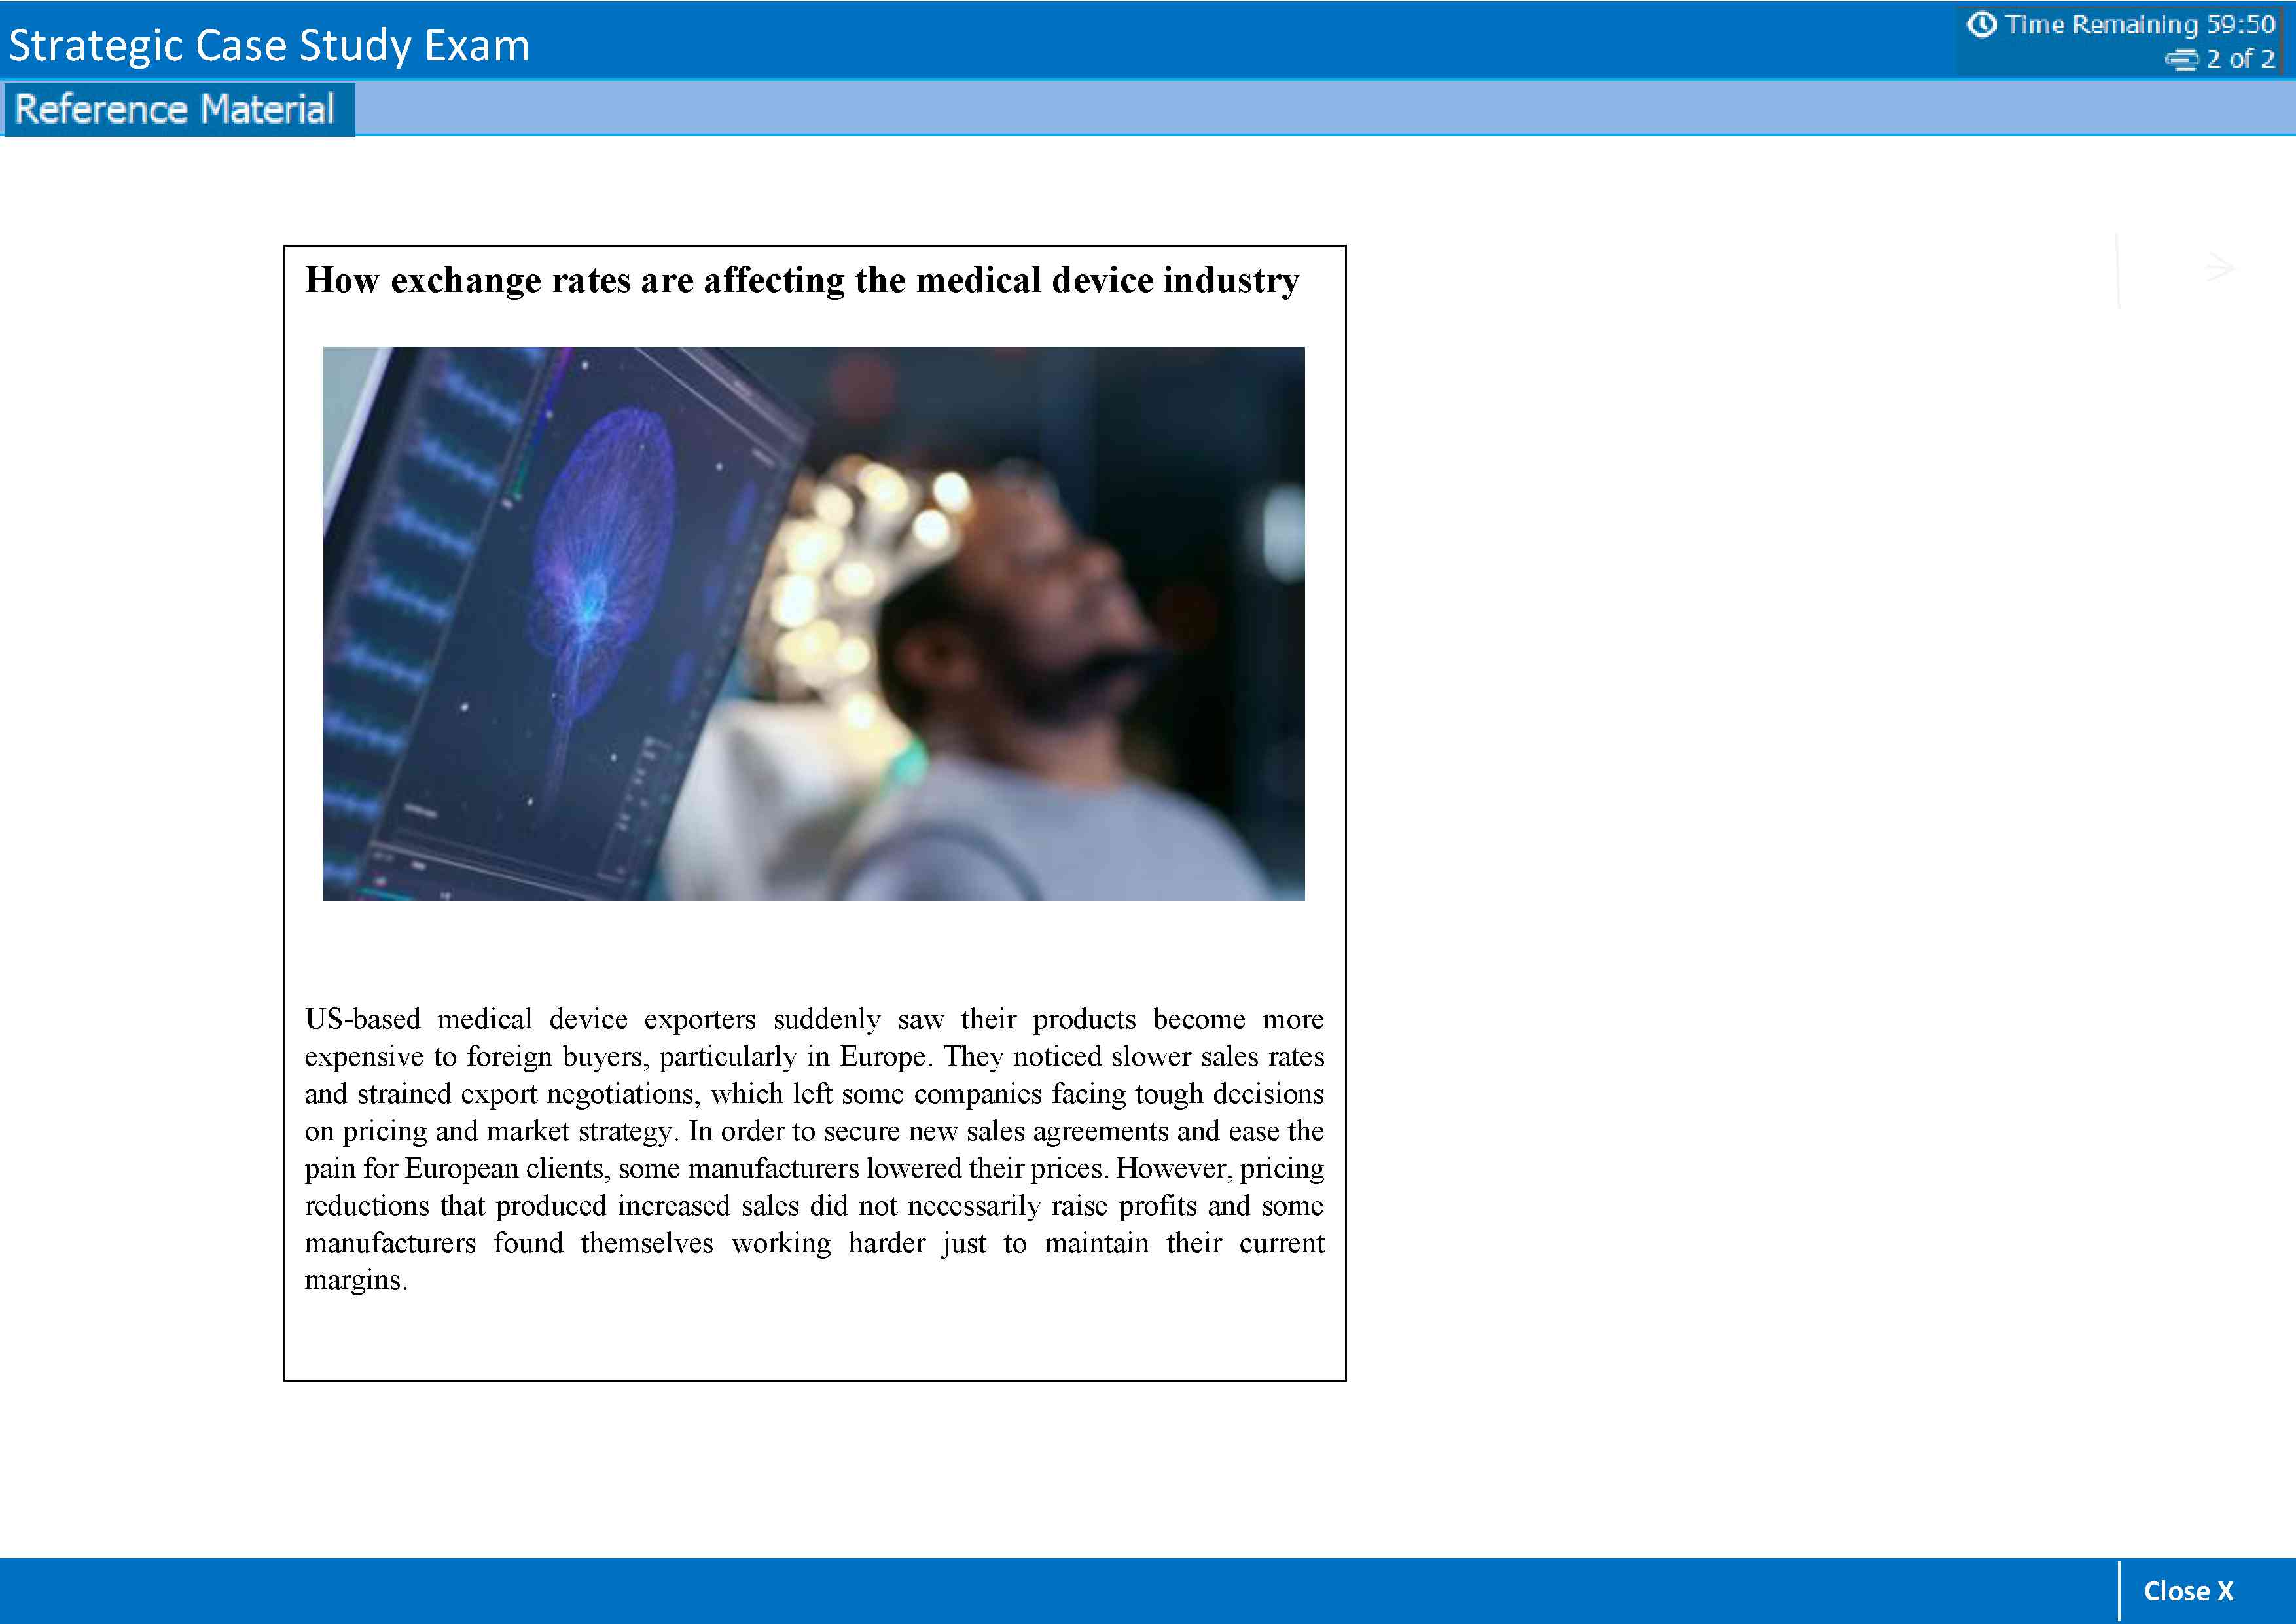 Strategic Case Study Exam
Time Remaining 59:50
2 of 2
Reference Material
How exchange rates are affecting the medical device industry
US-based medical device exporters suddenly saw their products become more
expensive to foreign buyers, particularly in Europe. They noticed slower sales rates
and strained export negotiations, which left some companies facing tough decisions
on pricing and market strategy. In order to secure new sales agreements and ease the
pain for European clients, some manufacturers lowered their prices. However, pricing
reductions that produced increased sales did not necessarily raise profits and some
manufacturers found themselves working harder just to maintain their current
margins.
Close X